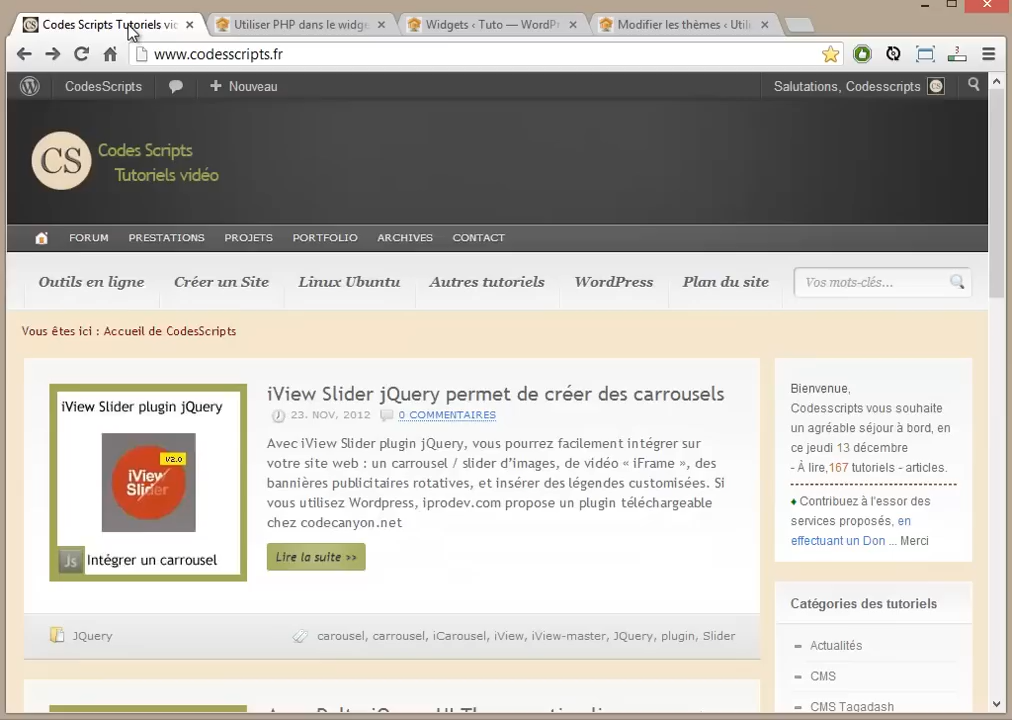 Codes Scripts Tutoriels vic
Utiliser PHP dans le widge
Widgets ‹ Tuto — WordPr
Modifier les thèmes ‹ Utili
www.codesscripts.fr
3
CodesScripts
Nouveau
Salutations, Codesscripts
CS
CS
Codes Scripts
Tutoriels vidéo
FORUM
PRESTATIONS
PROJETS
PORTFOLIO
ARCHIVES
CONTACT
Outils en ligne
Créer un Site
Linux Ubuntu
Autres tutoriels
WordPress
Plan du site
Vos mots-clés...
Vous êtes ici : Accueil de CodesScripts
iView Slider plugin jQuery
V2.0
iView
Slider
Js
Intégrer un carrousel
iView Slider jQuery permet de créer des carrousels
23. NOV, 2012
0 COMMENTAIRES
Avec iView Slider plugin jQuery, vous pourrez facilement intégrer sur
votre site web : un carrousel / slider d'images, de vidéo « iFrame », des
bannières publicitaires rotatives, et insérer des légendes customisées. Si
vous utilisez Wordpress, iprodev.com propose un plugin téléchargeable
chez codecanyon.net
Lire la suite >>
JQuery
carousel, carrousel, iCarousel, iView, iView-master, JQuery, plugin, Slider
Bienvenue,
Codesscripts vous souhaite
un agréable séjour à bord, en
ce jeudi 13 décembre
- À lire,167 tutoriels - articles.
♦ Contribuez à l'essor des
services proposés, en
effectuant un Don ... Merci
Catégories des tutoriels
Actualités
CMS
CMS Tagadash